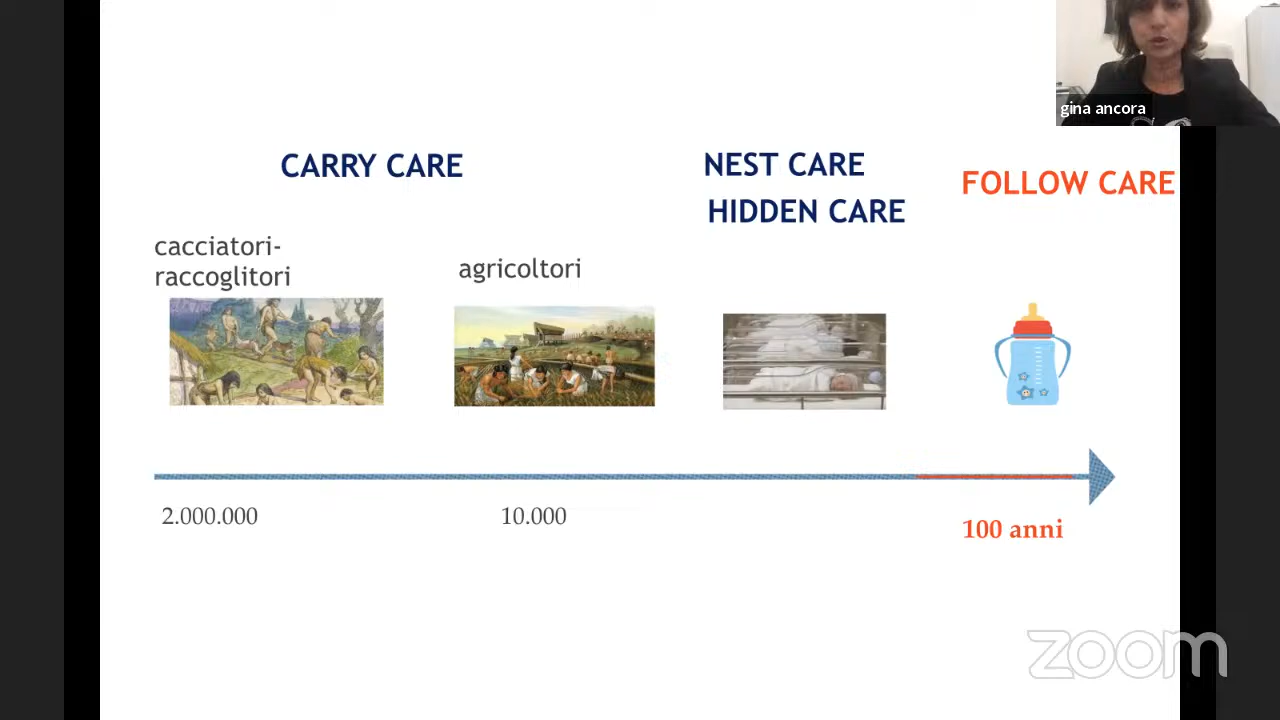 gina ancora
CARRY CARE
NEST CARE
HIDDEN CARE
FOLLOW CARE
cacciatori-
raccoglitori
agricoltori
2.000.000
10.000
100 anni
zoom